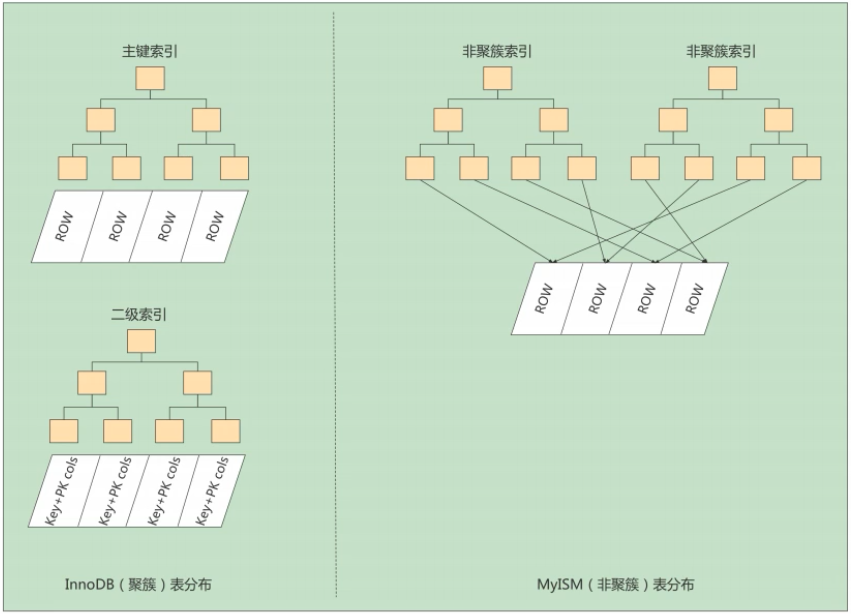 主键索引
ROW ROW ROW ROW
二级索引
Key+PK cols Key+PK cols Key+PK cols Key+PK cols
InnoDB（聚簇）表分布
非聚簇索引 非聚簇索引
ROW ROW ROW ROW
MyISM（非聚簇）表分布